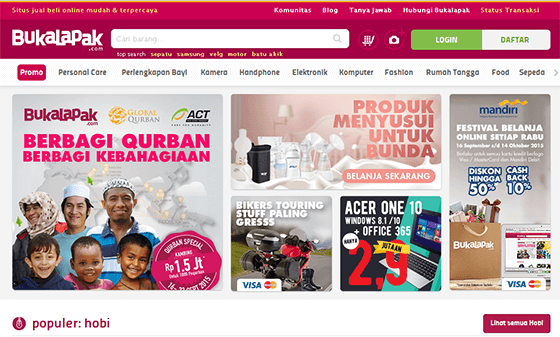 Situs jual beli online mudah & terpercaya
Komunitas Blog Tanya Jawab Hubungi Bukalapak Status Transaksi
BukaLapak
.com
Cari barang...
LOGIN
DAFTAR
top search sepatu samsung velg motor batu akik
Promo Personal Care Perlengkapan Bayi Kamera Handphone Elektronik Komputer Fashion Rumah Tangga Food Sepeda
BukaLapak
.com
GLOBAL
QURBAN
ACT
BERBAGI QURBAN
BERBAGI KEBAHAGIAAN
QURBAN SPECIAL
KAMBING
Rp 1.5 Jt
2015
PRODUK
MENYUSUI
UNTUK
BUNDA
BELANJA SEKARANG
BIKERS TOURING
STUFF PALING
GRESSS
VISA
ACER ONE 10
WINDOWS 8.1/10
+ OFFICE 365
HANYA
2,9
JUTAAN
VISA
mandiri
FESTIVAL BELANJA
ONLINE SETIAP RABU
16 September s/d 14 Oktober 2015
DISKON
HINGGA
50%
CASH
BACK
10%
BukaLapak
populer: hobi
Lihat semua Hobi